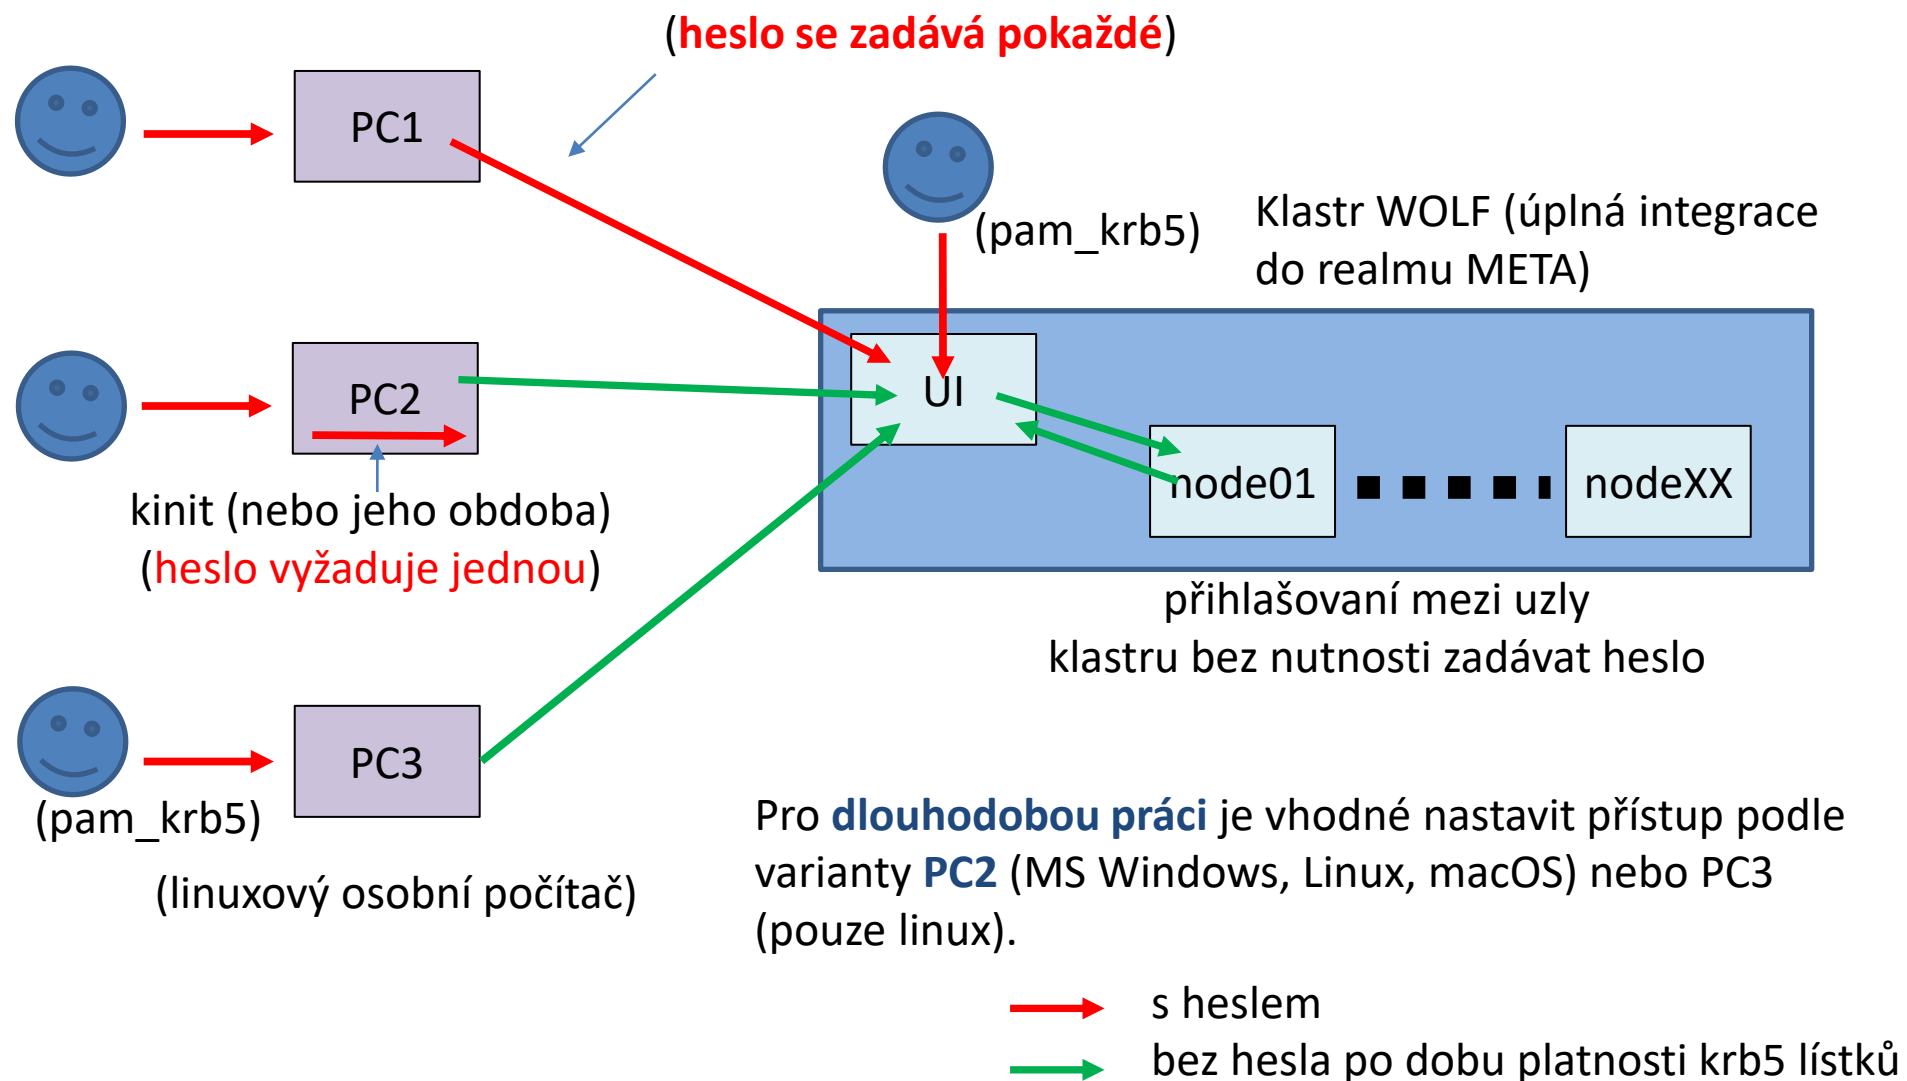 (heslo se zadává pokaždé)
PC1
(pam_krb5)
Klastr WOLF (úplná integrace
do realmu META)
PC2
UI
node01
nodeXX
kinit (nebo jeho obdoba)
(heslo vyžaduje jednou)
přihlašovaní mezi uzly
klastru bez nutnosti zadávat heslo
PC3
(pam_krb5)
(linuxový osobní počítač)
Pro dlouhodobou práci je vhodné nastavit přístup podle
varianty PC2 (MS Windows, Linux, macOS) nebo PC3
(pouze linux).
s heslem
bez hesla po dobu platnosti krb5 lístků